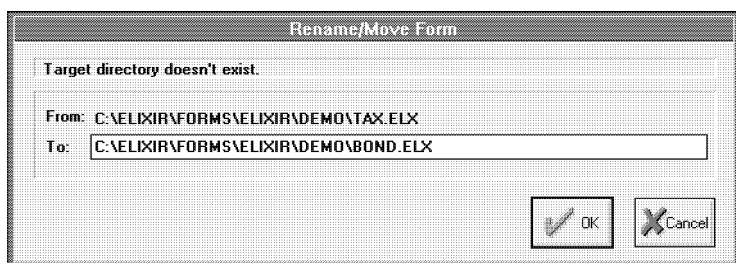 Rename/Move Form
Target directory doesn't exist.
From: C:\ELIXIR\FORMS\ELIXIR\DEMO\TAX.ELX
To: C:\ELIXIR\FORMS\ELIXIR\DEMO\BOND.ELX
OK Cancel